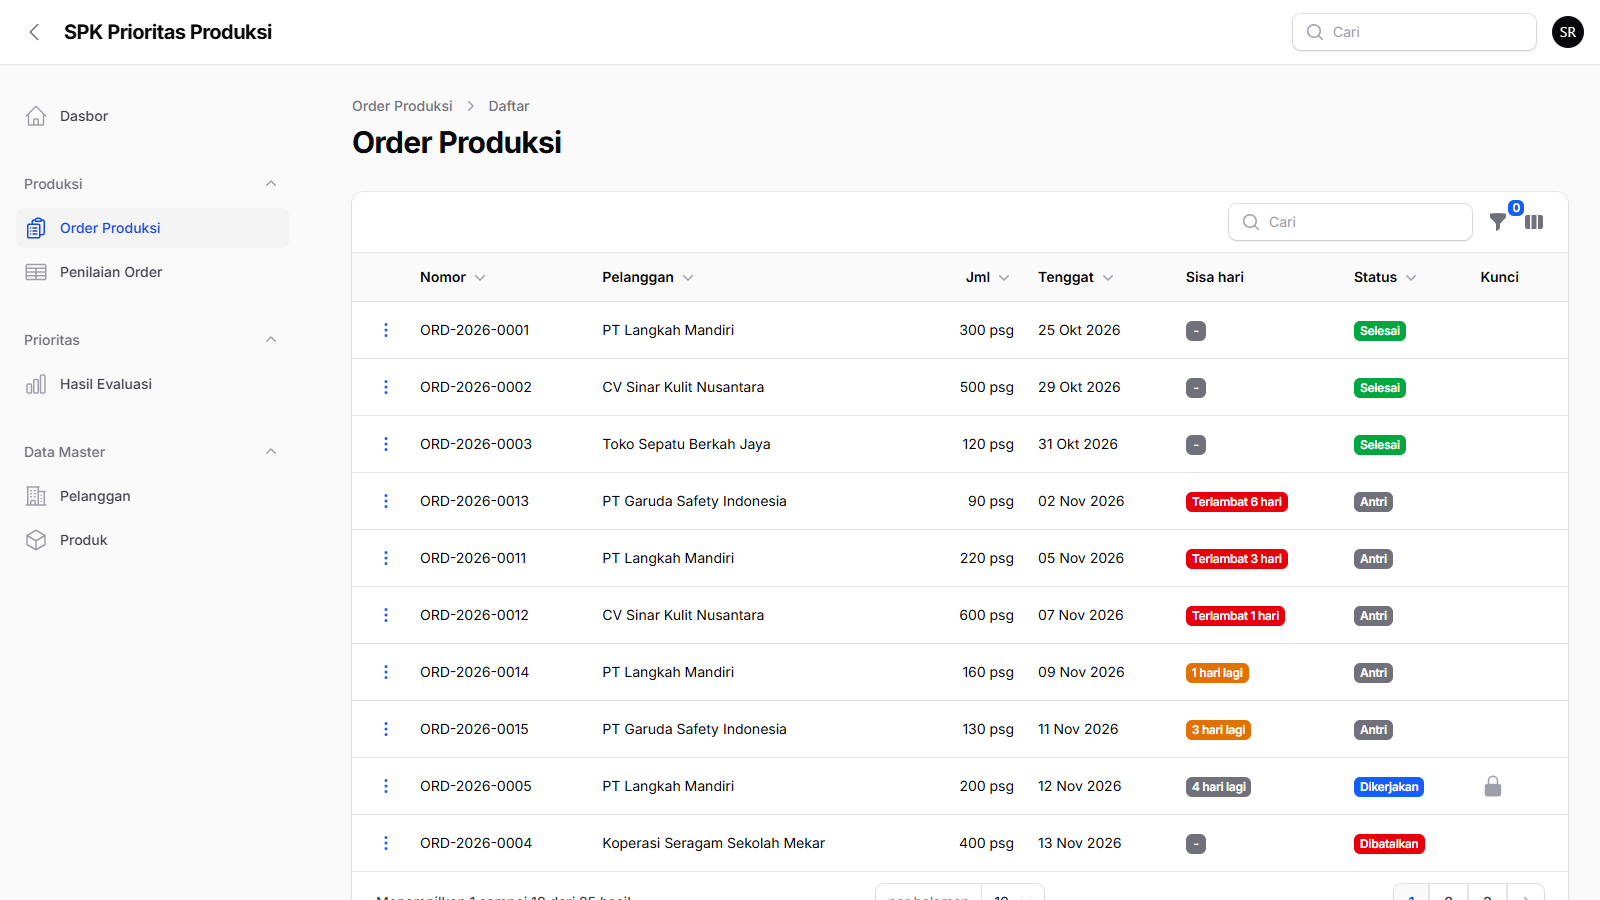 SPK Prioritas Produksi
Cari
SR
Dasbor
Produksi
Order Produksi
Penilaian Order
Prioritas
Hasil Evaluasi
Data Master
Pelanggan
Produk
Order Produksi > Daftar
Order Produksi
Cari
0
Nomor Pelanggan Jml Tenggat Sisa hari Status Kunci
ORD-2026-0001 PT Langkah Mandiri 300 psg 25 Okt 2026 - Selesai
ORD-2026-0002 CV Sinar Kulit Nusantara 500 psg 29 Okt 2026 - Selesai
ORD-2026-0003 Toko Sepatu Berkah Jaya 120 psg 31 Okt 2026 - Selesai
ORD-2026-0013 PT Garuda Safety Indonesia 90 psg 02 Nov 2026 Terlambat 6 hari Antri
ORD-2026-0011 PT Langkah Mandiri 220 psg 05 Nov 2026 Terlambat 3 hari Antri
ORD-2026-0012 CV Sinar Kulit Nusantara 600 psg 07 Nov 2026 Terlambat 1 hari Antri
ORD-2026-0014 PT Langkah Mandiri 160 psg 09 Nov 2026 1 hari lagi Antri
ORD-2026-0015 PT Garuda Safety Indonesia 130 psg 11 Nov 2026 3 hari lagi Antri
ORD-2026-0005 PT Langkah Mandiri 200 psg 12 Nov 2026 4 hari lagi Dikerjakan
ORD-2026-0004 Koperasi Seragam Sekolah Mekar 400 psg 13 Nov 2026 - Dibatalkan